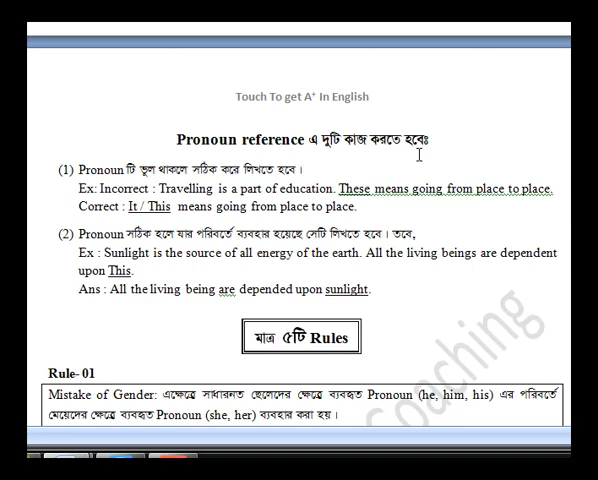 Touch To get A⁺ In English
Pronoun reference এ দুটি কাজ করতে হবেঃ
(1) Pronoun টি ভুল থাকলে সঠিক করে লিখতে হবে।
Ex: Incorrect : Travelling is a part of education. These means going from place to place.
Correct : It / This means going from place to place.
(2) Pronoun সঠিক হলে যার পরিবর্তে ব্যবহার হয়েছে সেটি লিখতে হবে। তবে,
Ex : Sunlight is the source of all energy of the earth. All the living beings are dependent
upon This.
Ans : All the living being are depended upon sunlight.
মাত্র ৫টি Rules
Rule- 01
Mistake of Gender: এক্ষেত্রে সাধারনত ছেলেদের ক্ষেত্রে ব্যবহৃত Pronoun (he, him, his) এর পরিবর্তে
মেয়েদের ক্ষেত্রে ব্যবহৃত Pronoun (she, her) ব্যবহার করা হয়।
Coaching